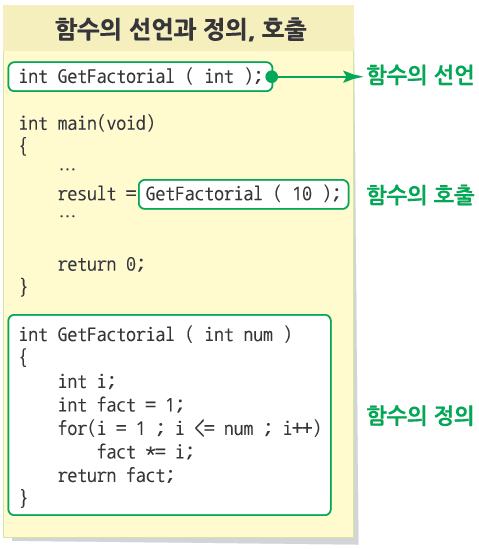 함수의 선언과 정의, 호출
int GetFactorial ( int ); 함수의 선언
int main(void)
{
...
result = GetFactorial ( 10 ); 함수의 호출
...
return 0;
}
int GetFactorial ( int num )
{
int i;
int fact = 1;
for(i = 1 ; i <= num ; i++)
fact *= i;
return fact;
}
함수의 정의